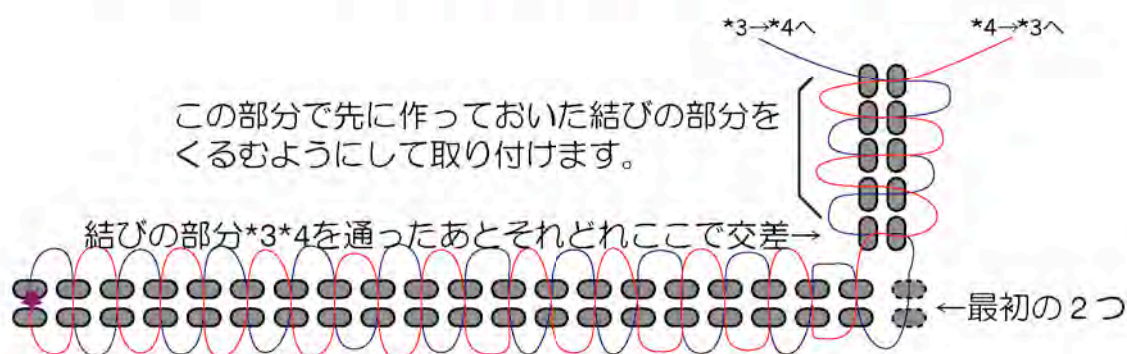 *3→*4へ
*4→*3へ
この部分で先に作っておいた結びの部分を
くるむようにして取り付けます。
結びの部分*3*4を通ったあとそれどれここで交差→
←最初の２つ